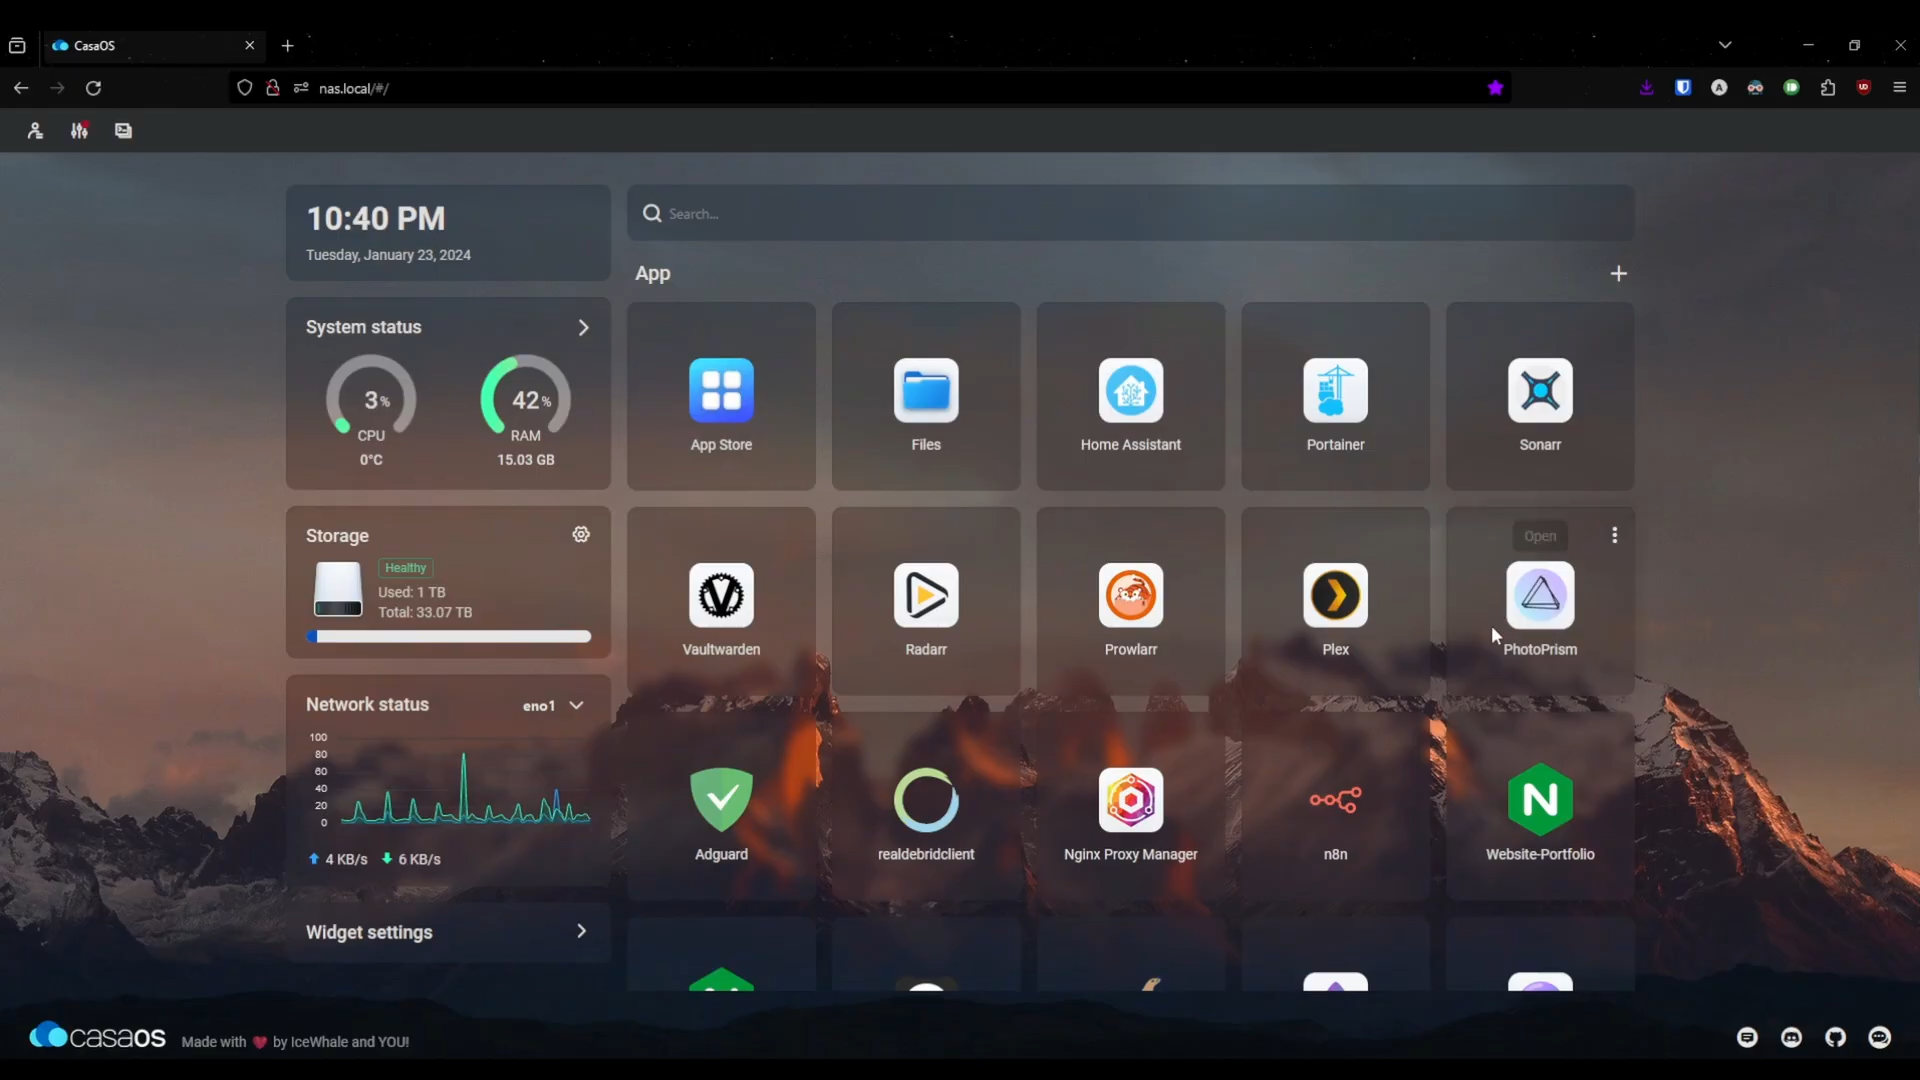 CasaOS
nas.local/#/
10:40 PM
Tuesday, January 23, 2024
Search...
App
System status
3%
CPU
0°C
42%
RAM
15.03 GB
App Store
Files
Home Assistant
Portainer
Sonarr
Storage
Healthy
Used: 1 TB
Total: 33.07 TB
Open
Vaultwarden
Radarr
Prowlarr
Plex
PhotoPrism
Network status
eno1
100
80
60
40
20
0
4 KB/s
6 KB/s
Adguard
realdebridclient
Nginx Proxy Manager
n8n
N
Website-Portfolio
Widget settings
casaOS
Made with ❤ by IceWhale and YOU!